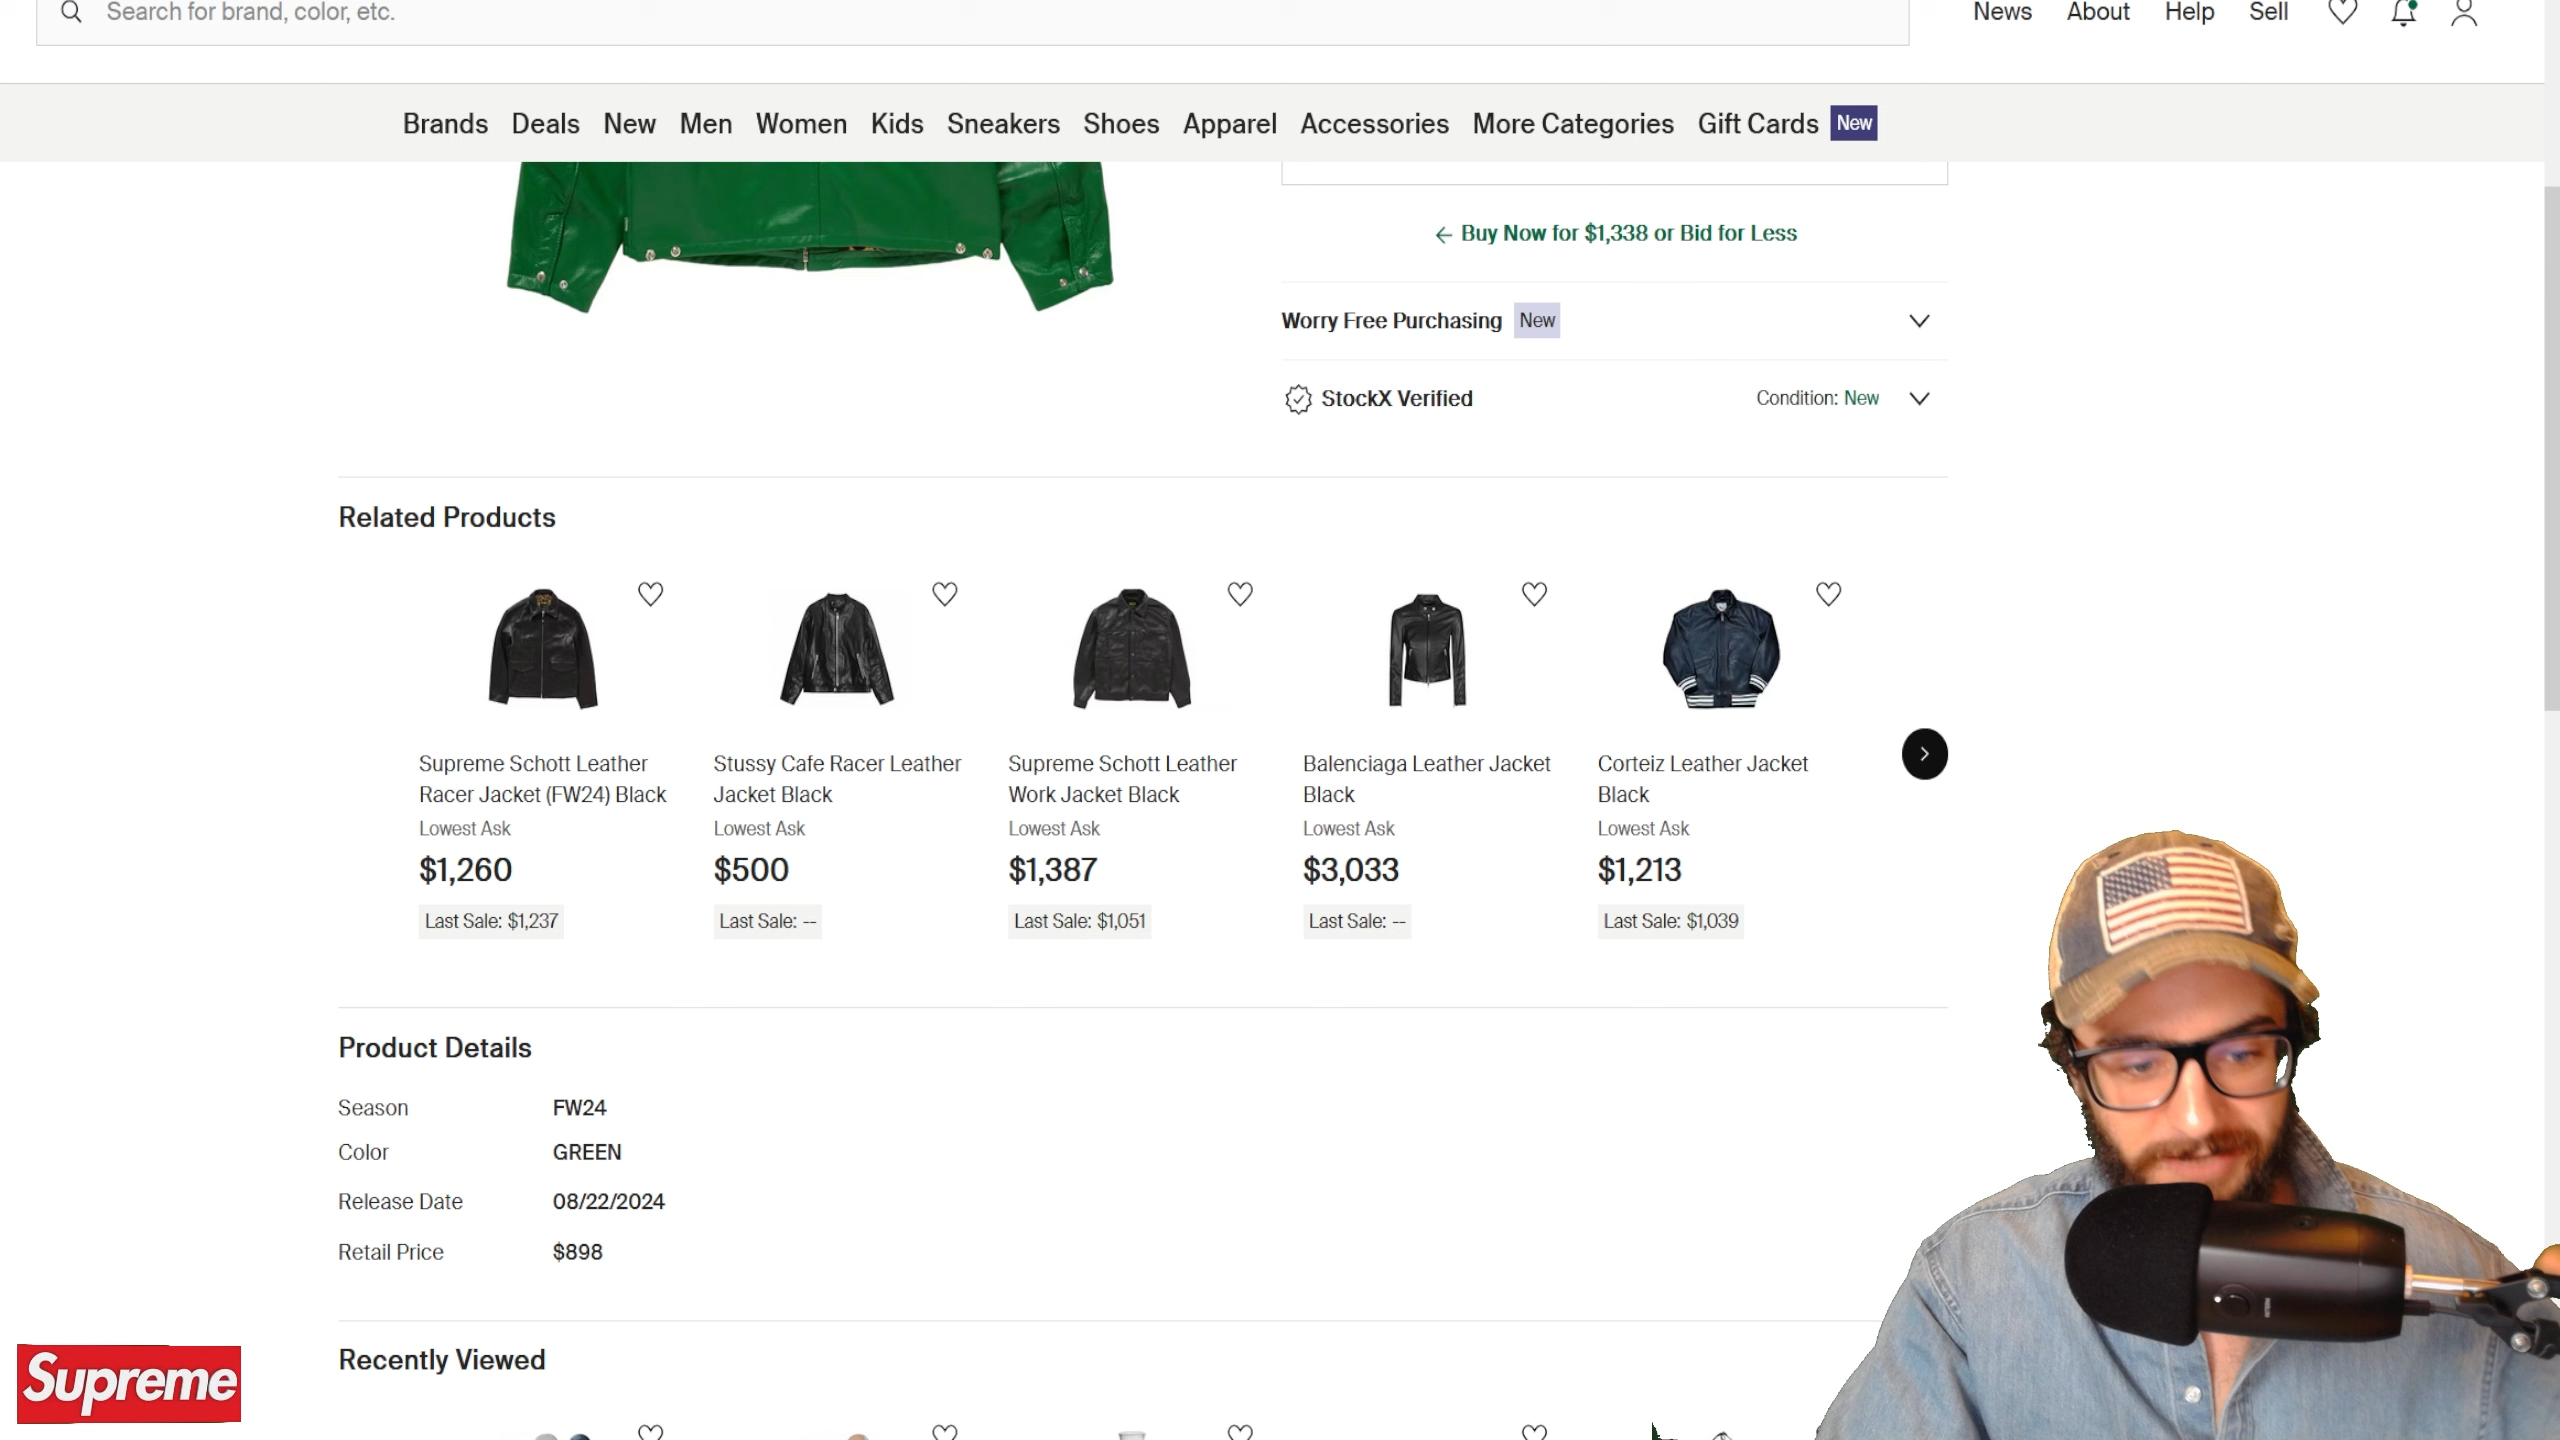 Search for brand, color, etc.
News About Help Sell
Brands Deals New Men Women Kids Sneakers Shoes Apparel Accessories More Categories Gift Cards New
Buy Now for $1,338 or Bid for Less
Worry Free Purchasing New
StockX Verified Condition: New
Related Products
Supreme Schott Leather
Racer Jacket (FW24) Black
Lowest Ask
$1,260
Last Sale: $1,237
Stussy Cafe Racer Leather
Jacket Black
Lowest Ask
$500
Last Sale: --
Supreme Schott Leather
Work Jacket Black
Lowest Ask
$1,387
Last Sale: $1,051
Balenciaga Leather Jacket
Black
Lowest Ask
$3,033
Last Sale: --
Corteiz Leather Jacket
Black
Lowest Ask
$1,213
Last Sale: $1,039
Product Details
Season FW24
Color GREEN
Release Date 08/22/2024
Retail Price $898
Recently Viewed
Supreme